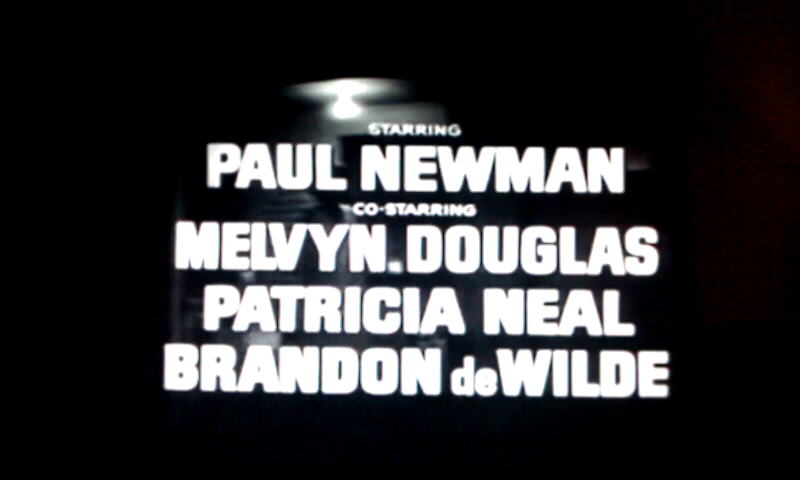 STARRING
PAUL NEWMAN
CO-STARRING
MELVYN DOUGLAS
PATRICIA NEAL
BRANDON deWILDE